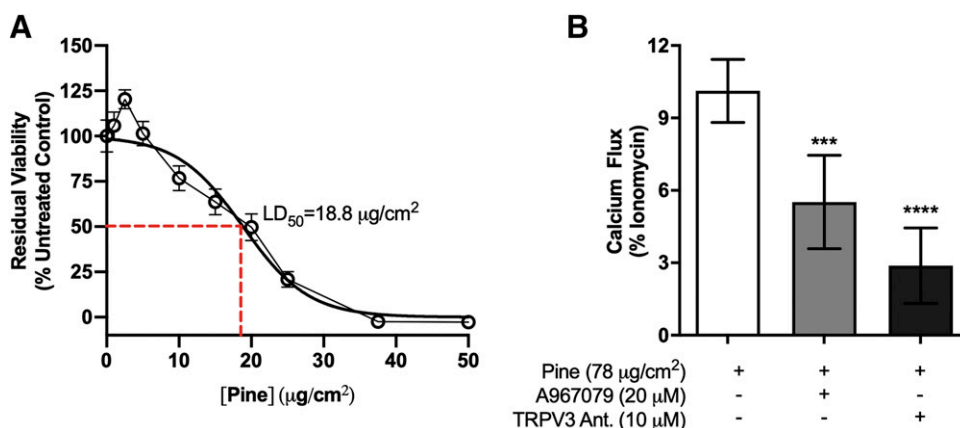 A
Residual Viability
(% Untreated Control)
150
125
100
75
50
25
0
LD50=18.8 μg/cm²
0 10 20 30 40 50
[Pine] (μg/cm²)
B
Calcium Flux
(% Ionomycin)
12
9
6
3
0
***
****
Pine (78 μg/cm²) + + +
A967079 (20 μM) - + -
TRPV3 Ant. (10 μM) - - +